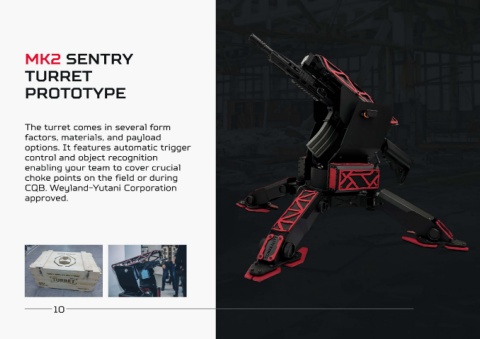 MK2 SENTRY
TURRET
PROTOTYPE
The turret comes in several form
factors, materials, and payload
options. It features automatic trigger
control and object recognition
enabling your team to cover crucial
choke points on the field or during
CQB. Weyland-Yutani Corporation
approved.
TURRET
10